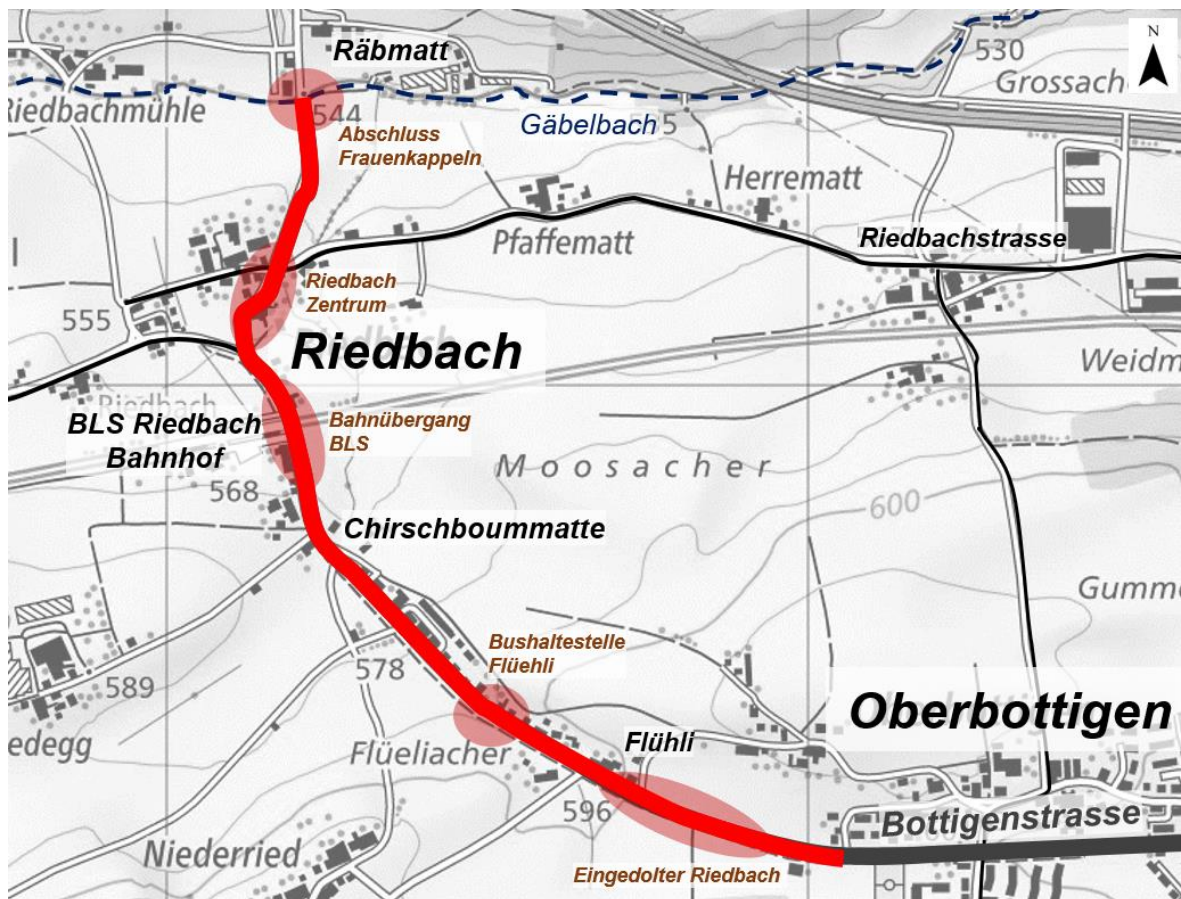 N
530
Räbmatt
Grossach
Riedbachmühle
544
Gäbelbach
Abschluss
Frauenkappeln
Herrematt
Pfaffematt
Riedbachstrasse
Riedbach
Zentrum
555
Riedbach
Weidm
Riedbach
BLS Riedbach
Bahnhof
Bahnübergang
BLS
Moosacher
568
600
Chirschboummatte
Gumme
Bushaltestelle
Flüehli
578
589
Oberbottigen
edegg
Flühli
Flüeliacher
596
Bottigenstrasse
Niederried
Eingedolter Riedbach